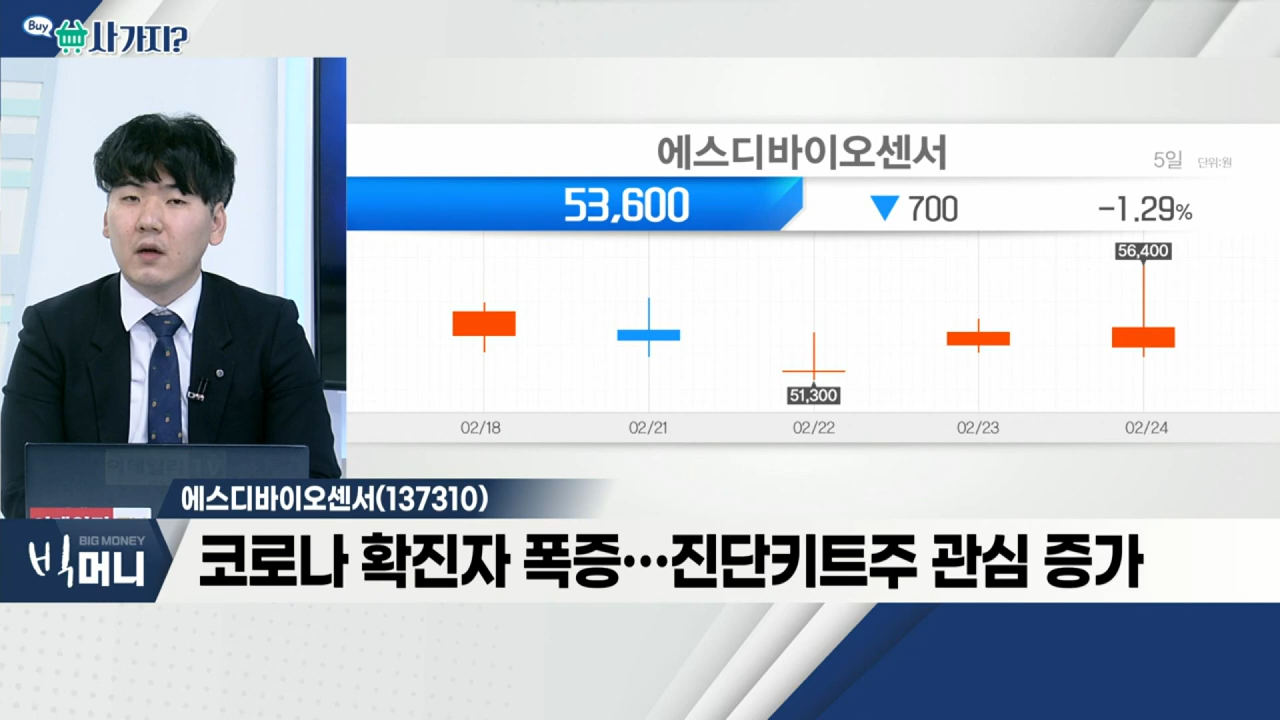 Buy 사가지?
에스디바이오센서
5일 단위:원
53,600 ▼ 700 -1.29%
56,400
51,300
02/18 02/21 02/22 02/23 02/24
에스디바이오센서(137310)
BIG MONEY
빅머니
코로나 확진자 폭증…진단키트주 관심 증가